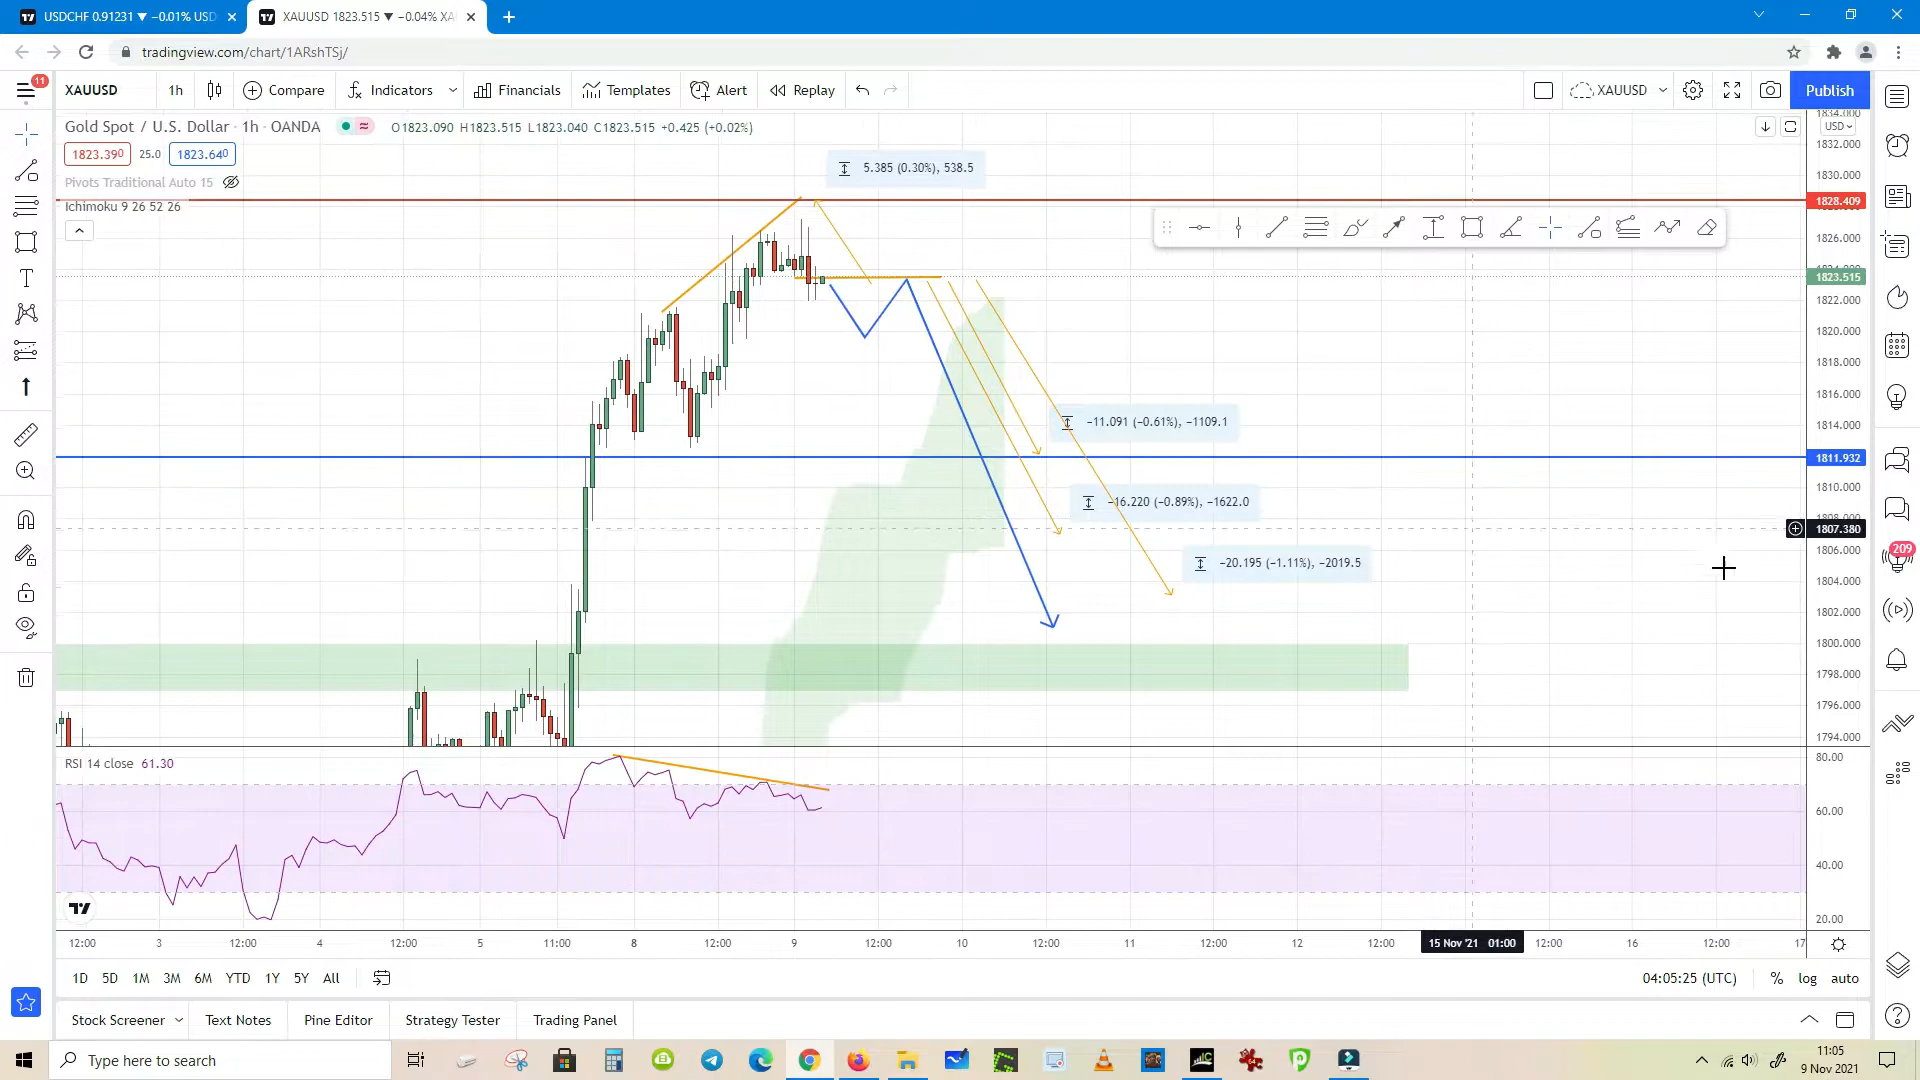 USDCHF 0.91231 ▼ −0.01% USD
XAUUSD 1823.515 ▼ −0.04% XA
tradingview.com/chart/1ARshTSj/
11
XAUUSD 1h Compare Indicators Financials Templates Alert Replay XAUUSD Publish
Gold Spot / U.S. Dollar · 1h · OANDA O1823.090 H1823.515 L1823.040 C1823.515 +0.425 (+0.02%)
1823.390 25.0 1823.640
Pivots Traditional Auto 15
Ichimoku 9 26 52 26
5.385 (0.30%), 538.5
−11.091 (−0.61%), −1109.1
−16.220 (−0.89%), −1622.0
−20.195 (−1.11%), −2019.5
1834.000
USD
1832.000
1830.000
1828.409
1826.000
1823.515
1822.000
1820.000
1818.000
1816.000
1814.000
1811.932
1810.000
1807.380
1806.000
1804.000
1802.000
1800.000
1798.000
1796.000
1794.000
209
RSI 14 close 61.30
80.00
60.00
40.00
20.00
12:00 3 12:00 4 12:00 5 11:00 8 12:00 9 12:00 10 12:00 11 12:00 12 12:00 15 Nov '21 01:00 12:00 16 12:00 17
1D 5D 1M 3M 6M YTD 1Y 5Y All 04:05:25 (UTC) % log auto
Stock Screener Text Notes Pine Editor Strategy Tester Trading Panel
Type here to search
11:05
9 Nov 2021